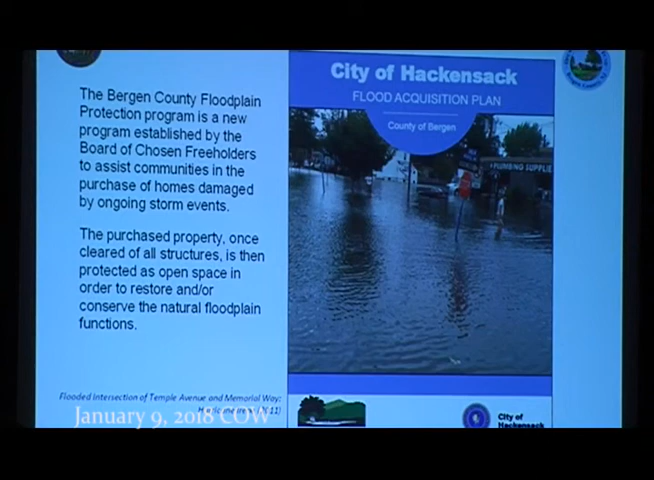 The Bergen County Floodplain
Protection program is a new
program established by the
Board of Chosen Freeholders
to assist communities in the
purchase of homes damaged
by ongoing storm events.
The purchased property, once
cleared of all structures, is then
protected as open space in
order to restore and/or
conserve the natural floodplain
functions.
Flooded Intersection of Temple Avenue and Memorial Way:
January 9, 2018 COW
City of Hackensack
FLOOD ACQUISITION PLAN
County of Bergen
PLUMBING SUPPLIE
City of
Hackensack